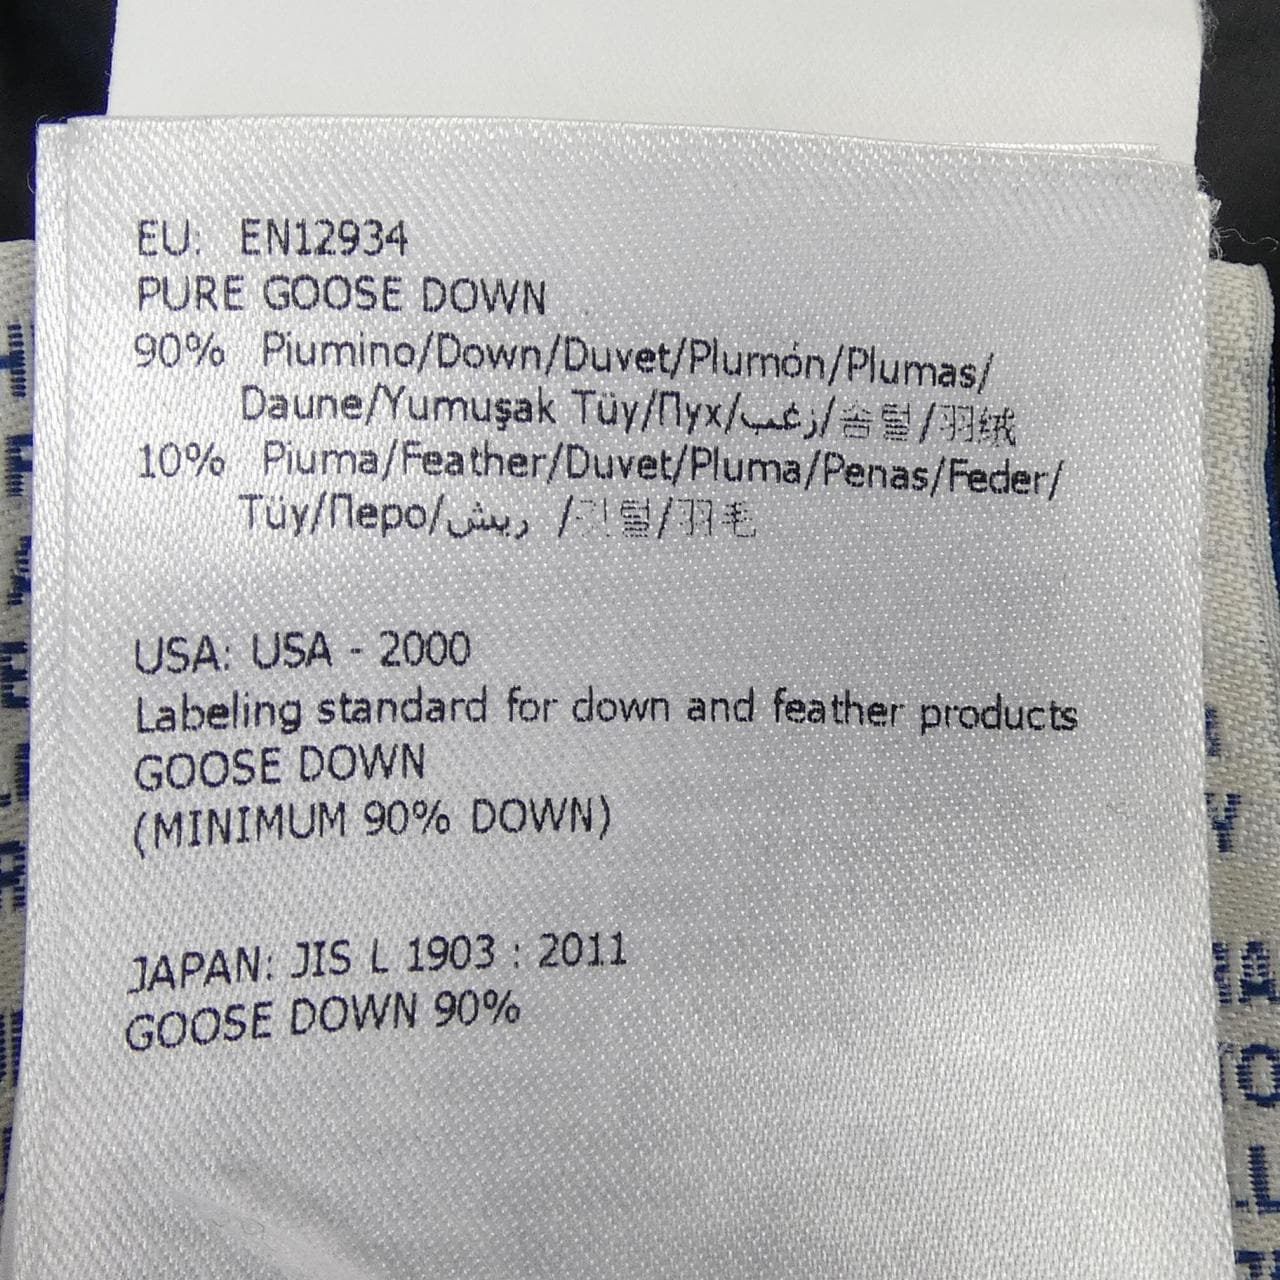 EU: EN12934
PURE GOOSE DOWN
90% Piumino/Down/Duvet/Plumón/Plumas/
Daune/Yumuşak Tüy/Пух/زغب/솜털/羽绒
10% Piuma/Feather/Duvet/Pluma/Penas/Feder/
Tüy/Перо/ريش /깃털/羽毛
USA: USA - 2000
Labeling standard for down and feather products
GOOSE DOWN
(MINIMUM 90% DOWN)
JAPAN: JIS L 1903 : 2011
GOOSE DOWN 90%